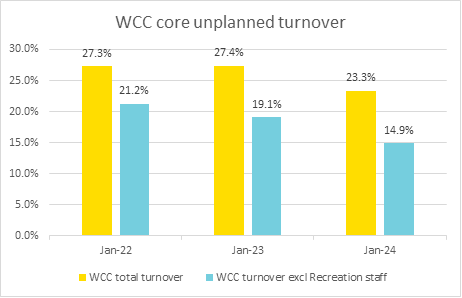 WCC core unplanned turnover
30.0%
25.0%
20.0%
15.0%
10.0%
5.0%
0.0%
27.3%
21.2%
27.4%
19.1%
23.3%
14.9%
Jan-22
Jan-23
Jan-24
WCC total turnover
WCC turnover excl Recreation staff